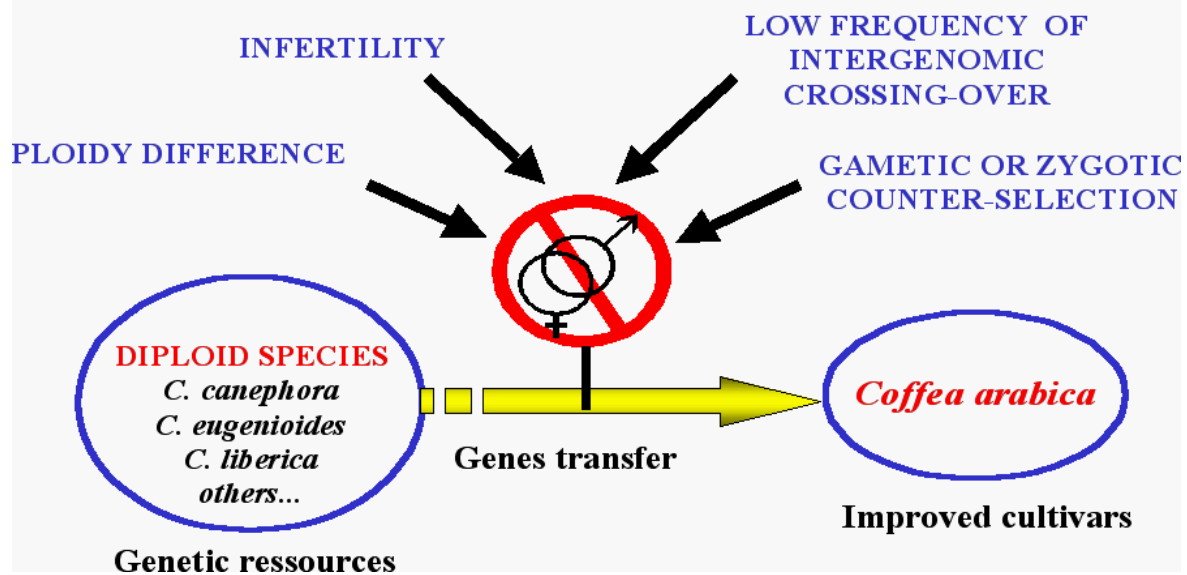 INFERTILITY
LOW FREQUENCY OF
INTERGENOMIC
CROSSING-OVER
PLOIDY DIFFERENCE
GAMETIC OR ZYGOTIC
COUNTER-SELECTION
DIPLOID SPECIES
C. canephora
C. eugenioides
C. liberica
others...
Genes transfer
Coffea arabica
Improved cultivars
Genetic ressources